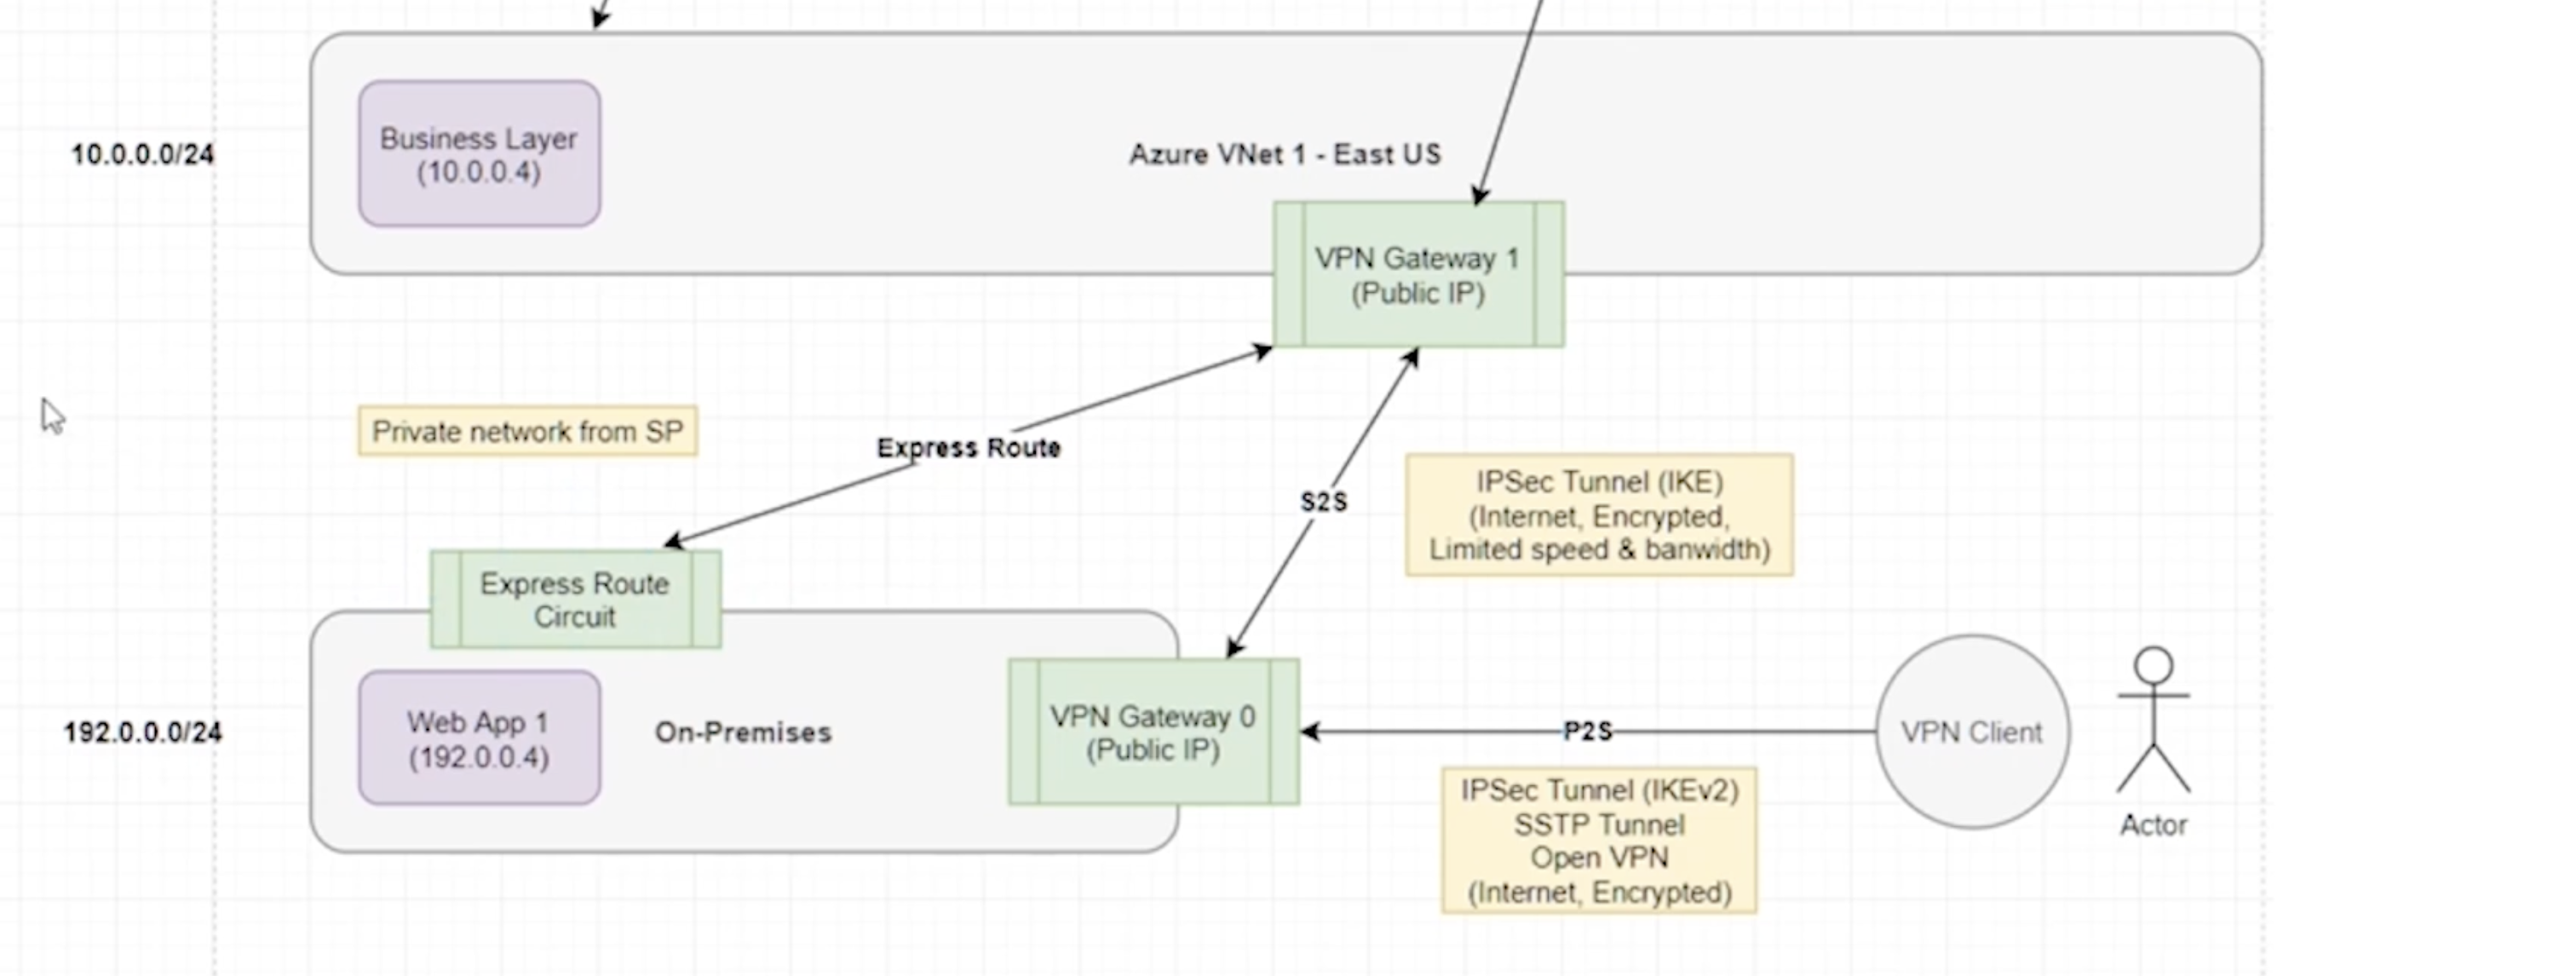 Business Layer
(10.0.0.4)
10.0.0.0/24
Azure VNet 1 - East US
VPN Gateway 1
(Public IP)
Private network from SP
Express Route
IPSec Tunnel (IKE)
(Internet, Encrypted,
Limited speed & banwidth)
S2S
Express Route
Circuit
Web App 1
(192.0.0.4)
192.0.0.0/24
On-Premises
VPN Gateway 0
(Public IP)
P2S
VPN Client
IPSec Tunnel (IKEv2)
SSTP Tunnel
Open VPN
(Internet, Encrypted)
Actor